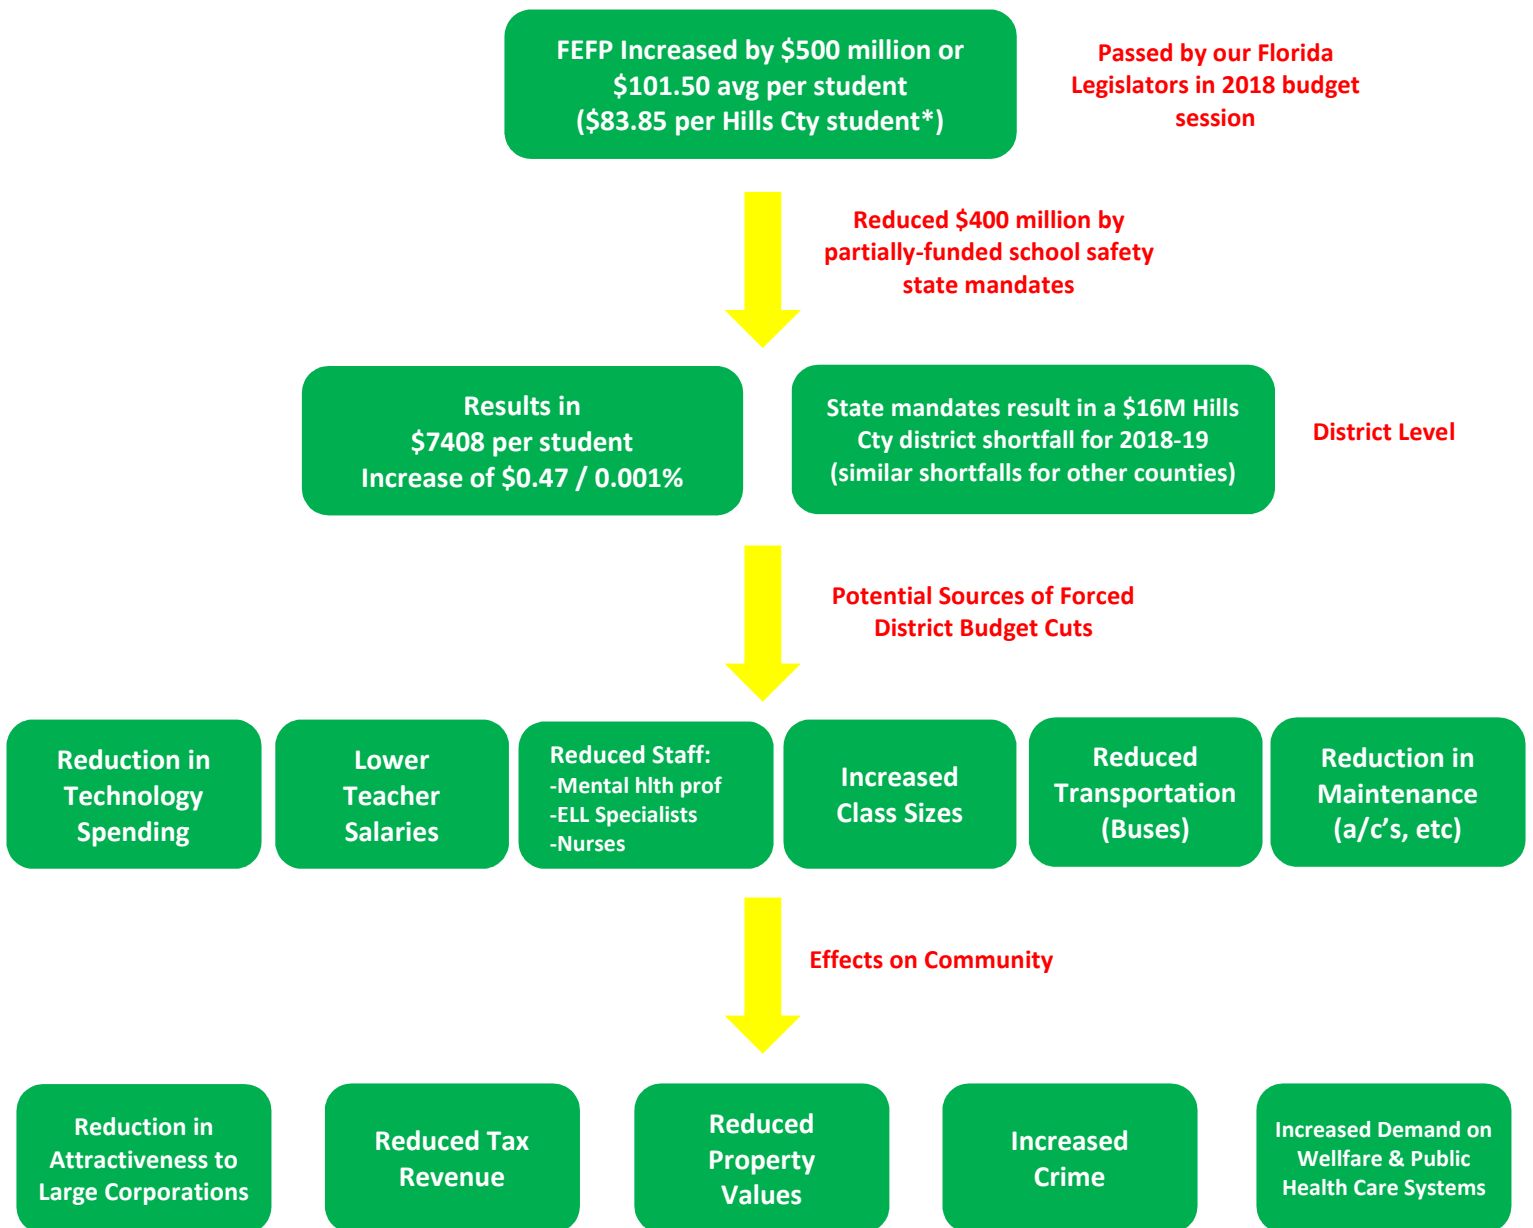 FEFP Increased by $500 million or
$101.50 avg per student
($83.85 per Hills Cty student*)
Passed by our Florida
Legislators in 2018 budget
session
Reduced $400 million by
partially-funded school safety
state mandates
Results in
$7408 per student
Increase of $0.47 / 0.001%
State mandates result in a $16M Hills
Cty district shortfall for 2018-19
(similar shortfalls for other counties)
District Level
Potential Sources of Forced
District Budget Cuts
Reduction in
Technology
Spending
Lower
Teacher
Salaries
Reduced Staff:
-Mental hlth prof
-ELL Specialists
-Nurses
Increased
Class Sizes
Reduced
Transportation
(Buses)
Reduction in
Maintenance
(a/c's, etc)
Effects on Community
Reduction in
Attractiveness to
Large Corporations
Reduced Tax
Revenue
Reduced
Property
Values
Increased
Crime
Increased Demand on
Wellfare & Public
Health Care Systems